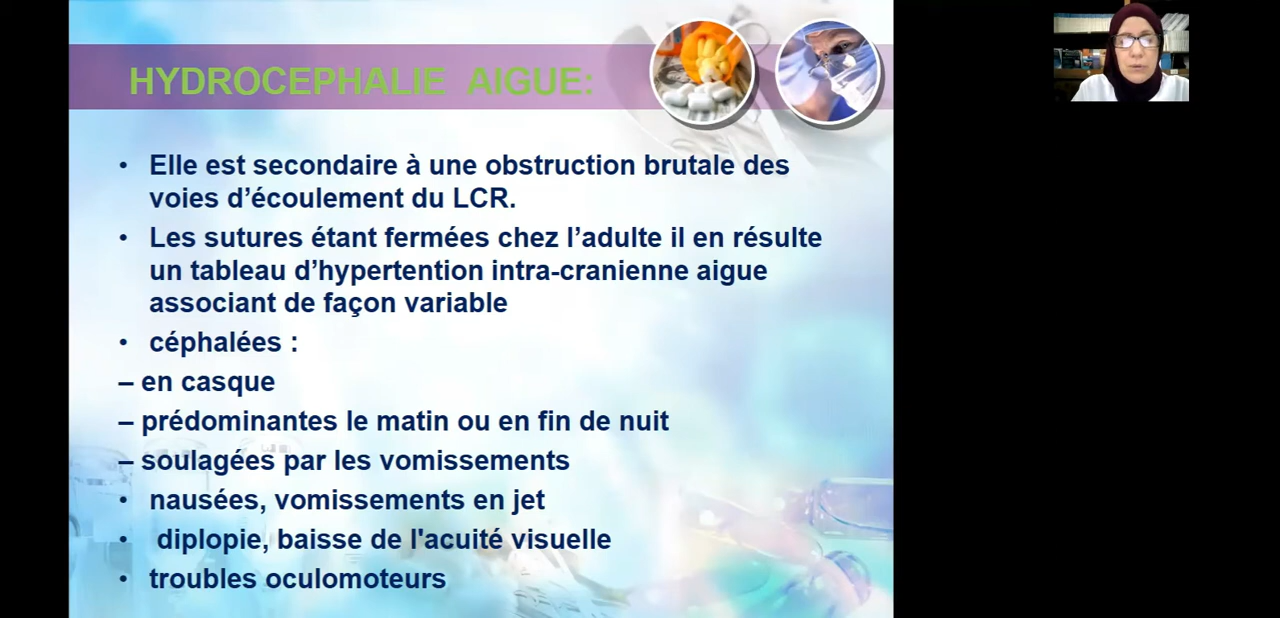 HYDROCEPHALIE AIGUE:
• Elle est secondaire à une obstruction brutale des
voies d’écoulement du LCR.
• Les sutures étant fermées chez l’adulte il en résulte
un tableau d’hypertention intra-cranienne aigue
associant de façon variable
• céphalées :
– en casque
– prédominantes le matin ou en fin de nuit
– soulagées par les vomissements
• nausées, vomissements en jet
• diplopie, baisse de l'acuité visuelle
• troubles oculomoteurs